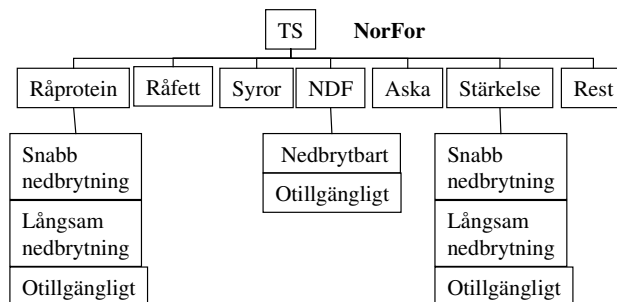 TS NorFor
Råprotein Råfett Syror NDF Aska Stärkelse Rest
Snabb
nedbrytning
Långsam
nedbrytning
Otillgängligt
Nedbrytbart
Otillgängligt
Snabb
nedbrytning
Långsam
nedbrytning
Otillgängligt